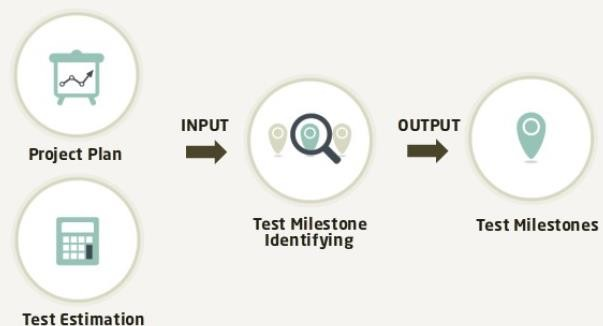 Project Plan
INPUT
Test Milestone
Identifying
OUTPUT
Test Milestones
Test Estimation